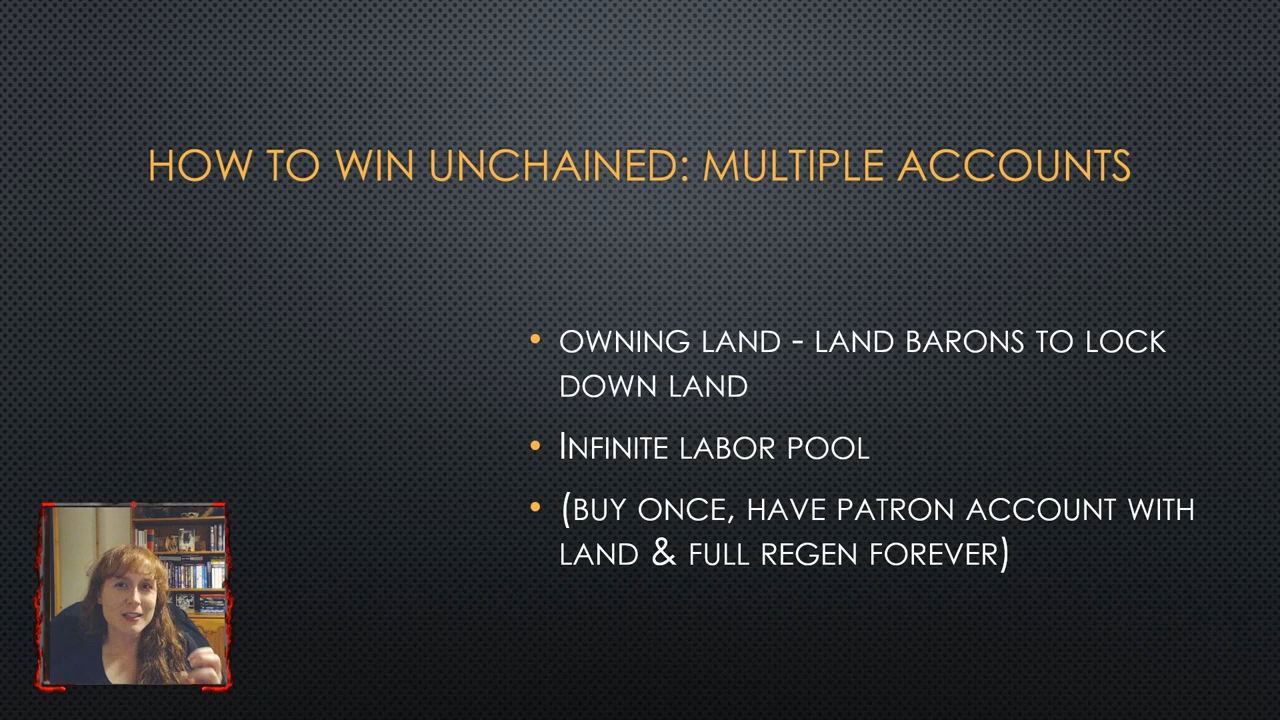 HOW TO WIN UNCHAINED: MULTIPLE ACCOUNTS
• OWNING LAND - LAND BARONS TO LOCK
DOWN LAND
• INFINITE LABOR POOL
• (BUY ONCE, HAVE PATRON ACCOUNT WITH
LAND & FULL REGEN FOREVER)